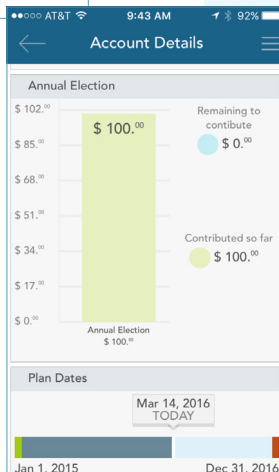 AT&T 9:43 AM 92%
Account Details
Annual Election
$ 102.00
$ 85.00
$ 68.00
$ 51.00
$ 34.00
$ 17.00
$ 0.00
$ 100.00
Annual Election
$ 100.00
Remaining to
contibute
$ 0.00
Contributed so far
$ 100.00
Plan Dates
Mar 14, 2016
TODAY
Jan 1, 2015 Dec 31, 2016